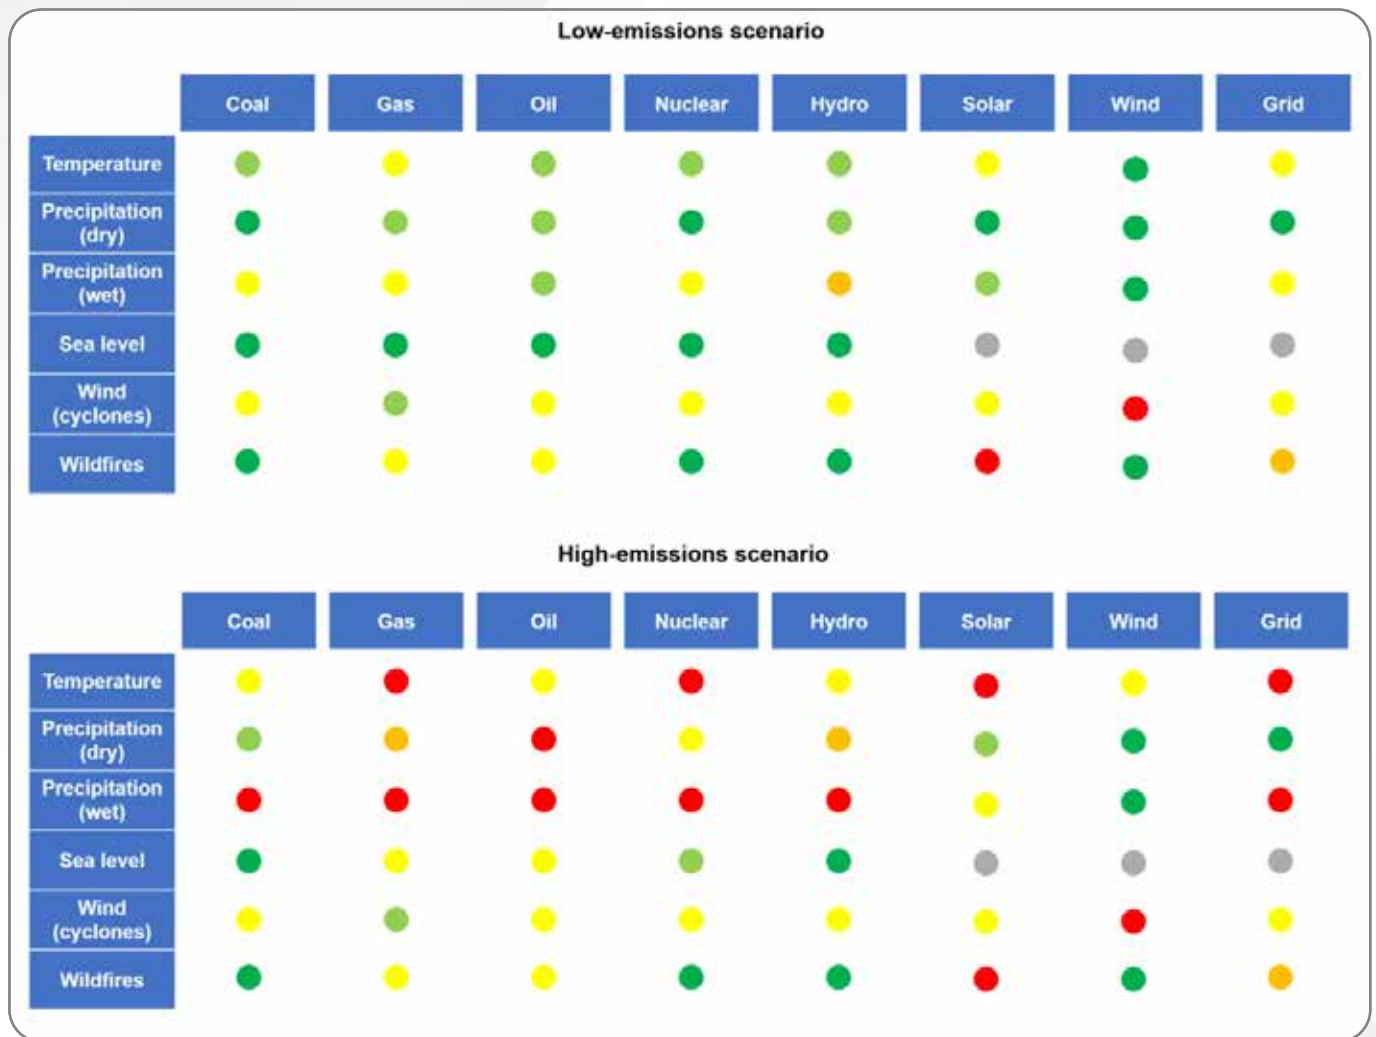 Low-emissions scenario
Coal Gas Oil Nuclear Hydro Solar Wind Grid
Temperature
Precipitation
(dry)
Precipitation
(wet)
Sea level
Wind
(cyclones)
Wildfires
High-emissions scenario
Coal Gas Oil Nuclear Hydro Solar Wind Grid
Temperature
Precipitation
(dry)
Precipitation
(wet)
Sea level
Wind
(cyclones)
Wildfires